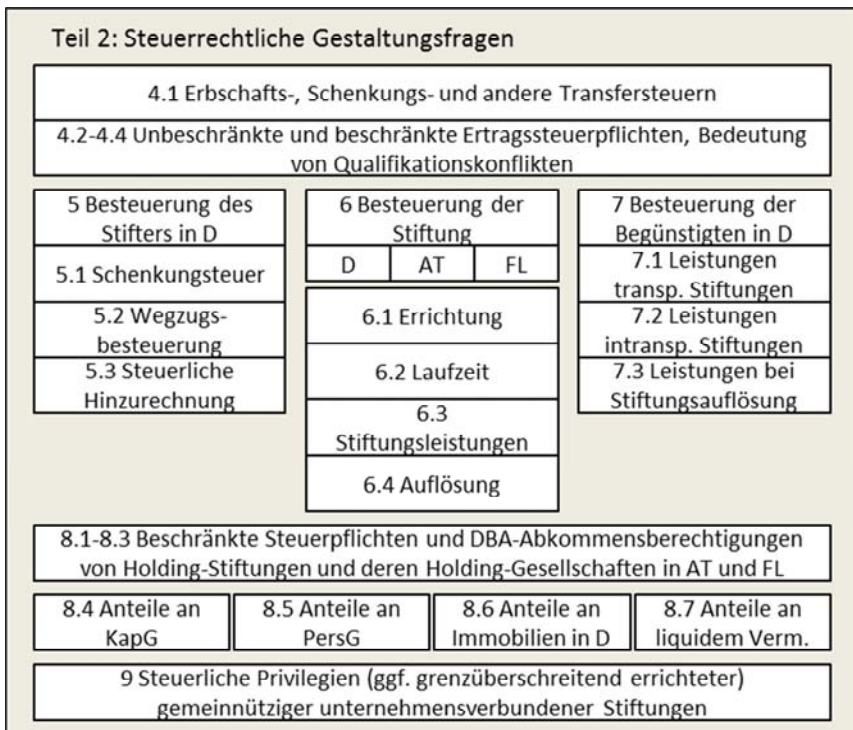 Teil 2: Steuerrechtliche Gestaltungsfragen
4.1 Erbschafts-, Schenkungs- und andere Transfersteuern
4.2-4.4 Unbeschränkte und beschränkte Ertragssteuerpflichten, Bedeutung
von Qualifikationskonflikten
5 Besteuerung des
Stifters in D
5.1 Schenkungsteuer
5.2 Wegzugs-
besteuerung
5.3 Steuerliche
Hinzurechnung
6 Besteuerung der
Stiftung
D AT FL
6.1 Errichtung
6.2 Laufzeit
6.3
Stiftungsleistungen
6.4 Auflösung
7 Besteuerung der
Begünstigten in D
7.1 Leistungen
transp. Stiftungen
7.2 Leistungen
intransp. Stiftungen
7.3 Leistungen bei
Stiftungsauflösung
8.1-8.3 Beschränkte Steuerpflichten und DBA-Abkommensberechtigungen
von Holding-Stiftungen und deren Holding-Gesellschaften in AT und FL
8.4 Anteile an
KapG
8.5 Anteile an
PersG
8.6 Anteile an
Immobilien in D
8.7 Anteile an
liquidem Verm.
9 Steuerliche Privilegien (ggf. grenzüberschreitend errichteter)
gemeinnütziger unternehmensverbundener Stiftungen